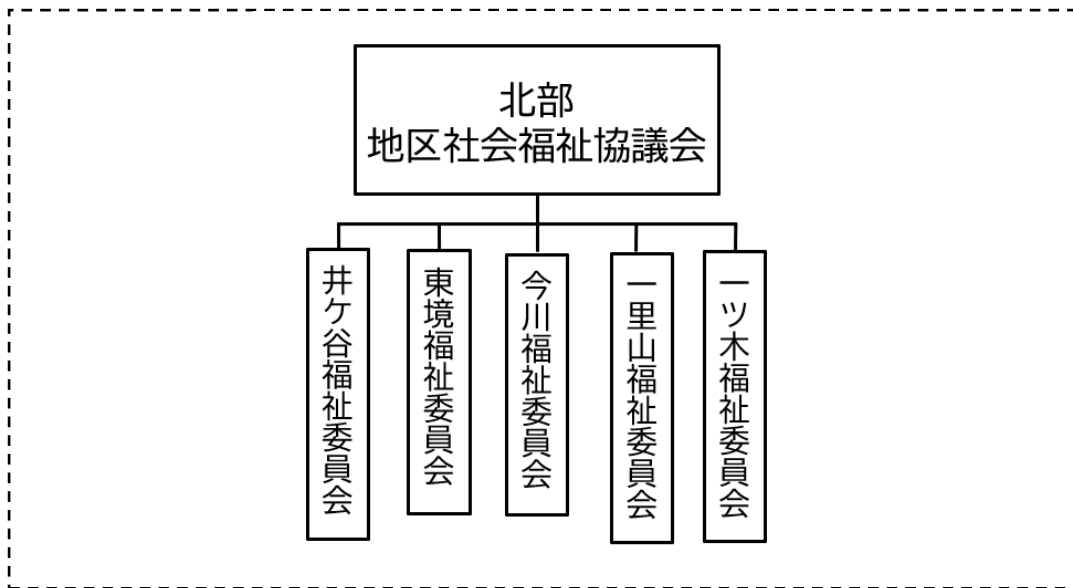 北部
地区社会福祉協議会
井ケ谷福祉委員会
東境福祉委員会
今川福祉委員会
一里山福祉委員会
一ツ木福祉委員会